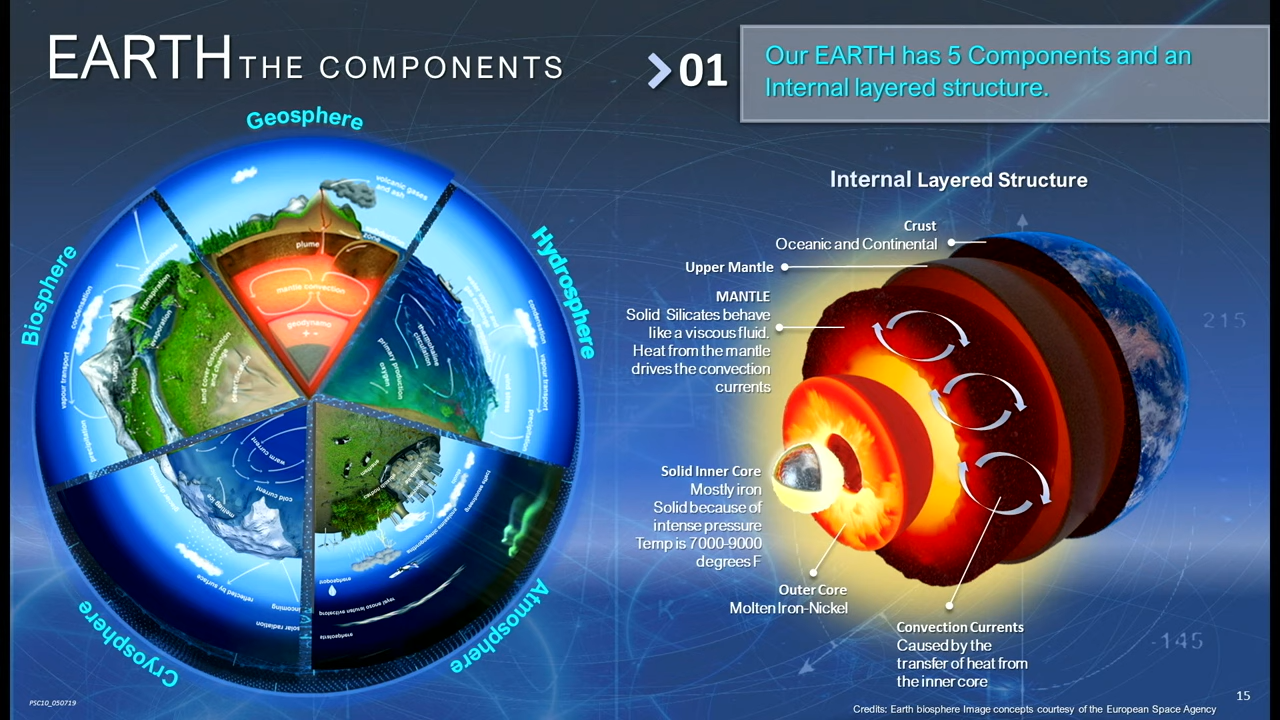 EARTH THE COMPONENTS
01
Our EARTH has 5 Components and an
Internal layered structure.
Geosphere
volcanic gases
and ash
zone
plume
mantle convection
geodynamo
Hydrosphere
condensation
vapour transport
precipitation
thermohaline
circulation
primary production
oxygen
Biosphere
condensation
transpiration
evaporation
vapour transport
erosion
land cover
and change
desertification
precipitation
Cryosphere
warm current
cold current
melting ice
reflected by surface
incoming
solar radiation
Atmosphere
protective
Internal Layered Structure
Crust
Oceanic and Continental
Upper Mantle
MANTLE
Solid Silicates behave
like a viscous fluid.
Heat from the mantle
drives the convection
currents
Solid Inner Core
Mostly iron
Solid because of
intense pressure
Temp is 7000-9000
degrees F
Outer Core
Molten Iron-Nickel
Convection Currents
Caused by the
transfer of heat from
the inner core
215
-145
K
PSC10_050719
15
Credits: Earth biosphere Image concepts courtesy of the European Space Agency